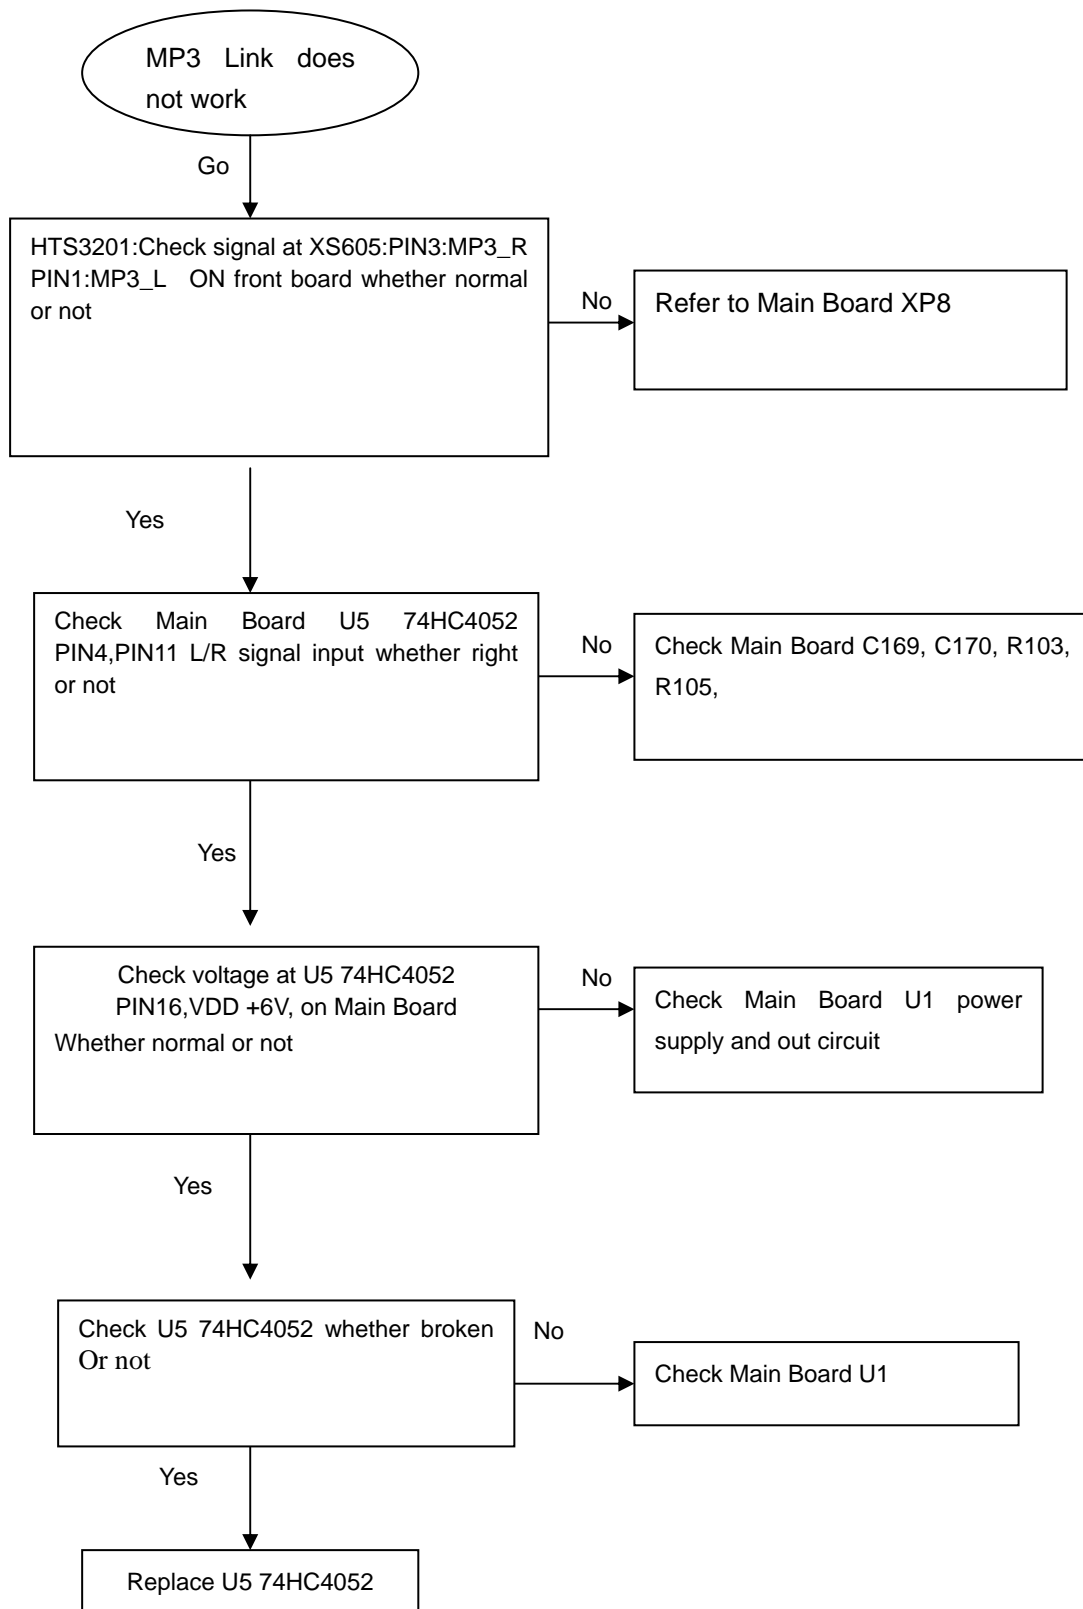 MP3 Link does
not work
Go
HTS3201:Check signal at XS605:PIN3:MP3_R
PIN1:MP3_L ON front board whether normal
or not
No
Refer to Main Board XP8
Yes
Check Main Board U5 74HC4052
PIN4,PIN11 L/R signal input whether right
or not
No
Check Main Board C169, C170, R103,
R105,
Yes
Check voltage at U5 74HC4052
PIN16,VDD +6V, on Main Board
Whether normal or not
No
Check Main Board U1 power
supply and out circuit
Yes
Check U5 74HC4052 whether broken
Or not
No
Check Main Board U1
Yes
Replace U5 74HC4052